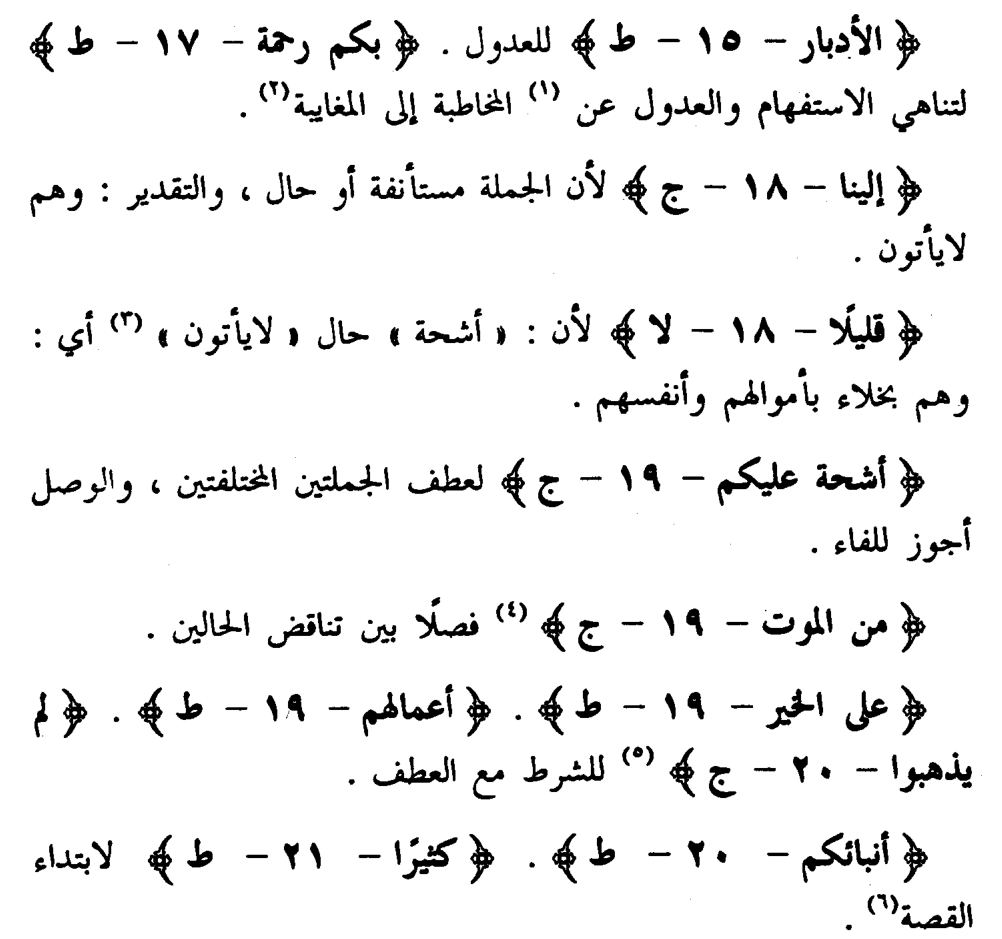 ﴿ الأدبار – ١٥ – ط ﴾ للعدول . ﴿ بكم رحمة – ١٧ – ط ﴾
لتناهي الاستفهام والعدول عن (١) المخاطبة إلى المغايبة(٢) .
﴿ إلينا – ١٨ – ج ﴾ لأن الجملة مستأنفة أو حال ، والتقدير : وهم
لايأتون .
﴿ قليلًا – ١٨ – لا ﴾ لأن : « أشحة » حال « لايأتون » (٣) أي :
وهم بخلاء بأموالهم وأنفسهم .
﴿ أشحة عليكم – ١٩ – ج ﴾ لعطف الجملتين المختلفتين ، والوصل
أجوز للفاء .
﴿ من الموت – ١٩ – ج ﴾ (٤) فصلًا بين تناقض الحالين .
﴿ على الخير – ١٩ – ط ﴾ . ﴿ أعمالهم – ١٩ – ط ﴾ . ﴿ لم
يذهبوا – ٢٠ – ج ﴾ (٥) للشرط مع العطف .
﴿ أنبائكم – ٢٠ – ط ﴾ . ﴿ كثيرًا – ٢١ – ط ﴾ لابتداء
القصة(٦) .